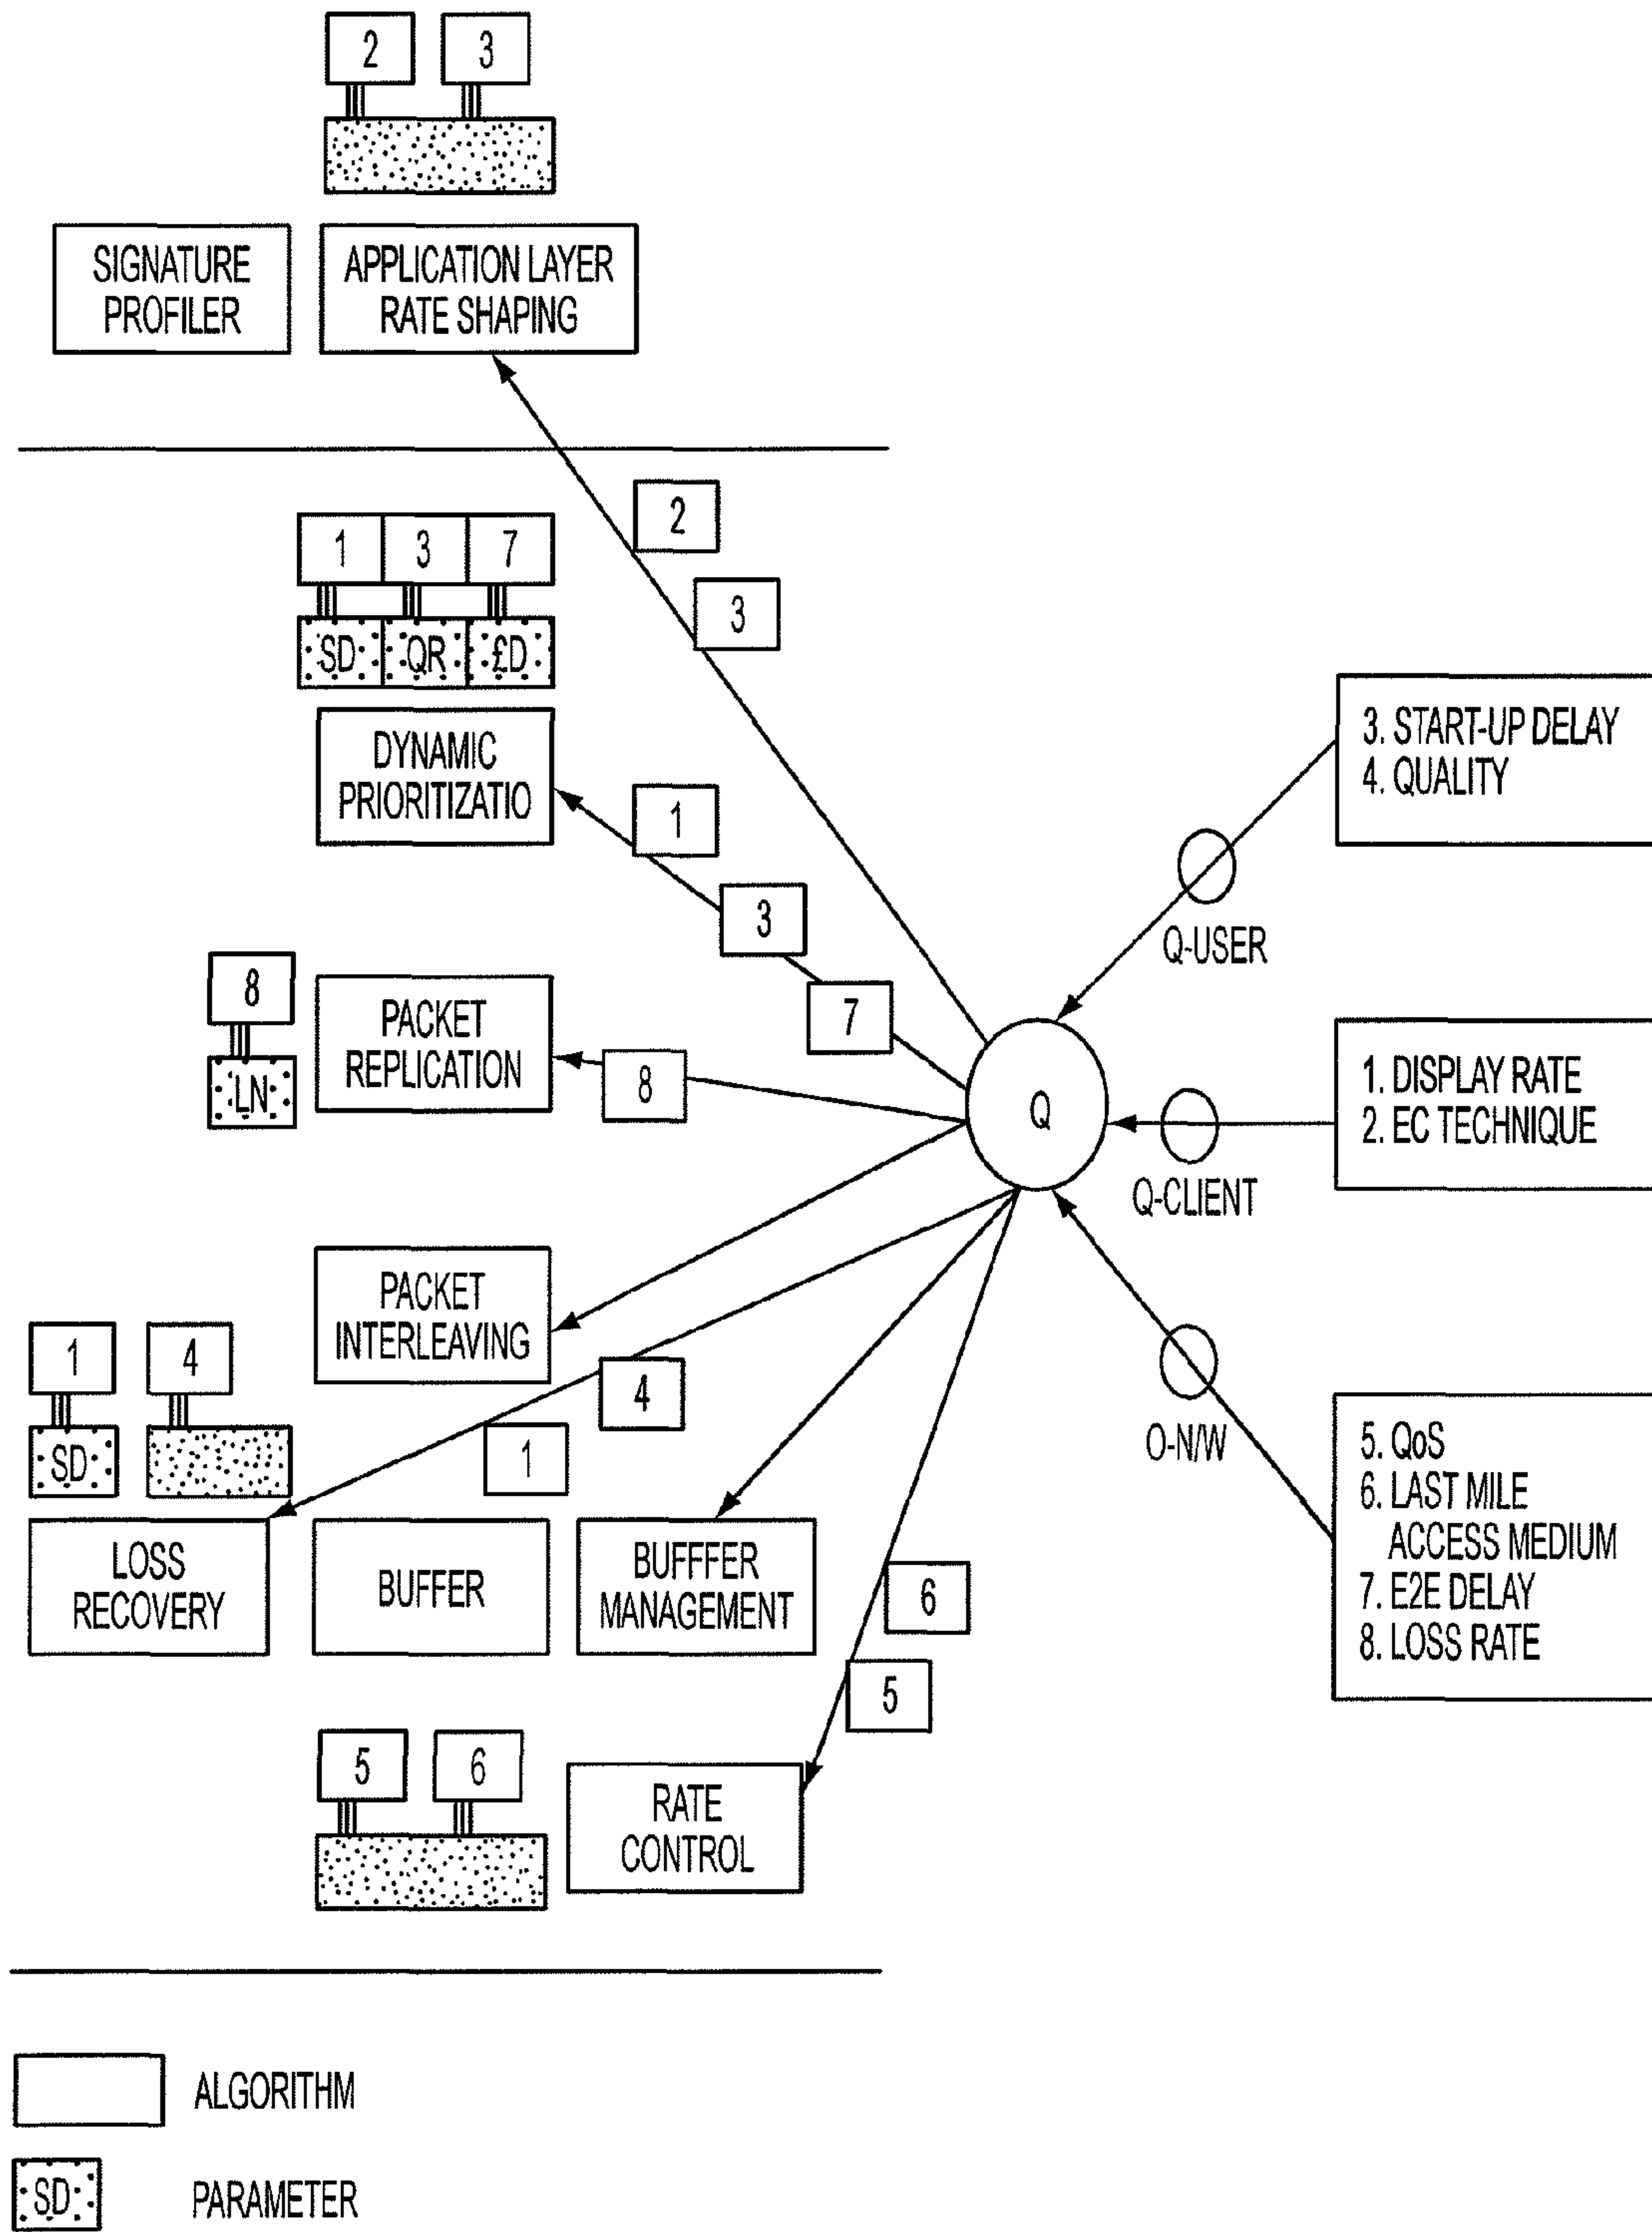 2 3
SIGNATURE
PROFILER
APPLICATION LAYER
RATE SHAPING
2
3
1 3 7
SD QR £D
DYNAMIC
PRIORITIZATIO
1
3
7
3. START-UP DELAY
4. QUALITY
Q-USER
8
LN
PACKET
REPLICATION
8
Q
1. DISPLAY RATE
2. EC TECHNIQUE
Q-CLIENT
PACKET
INTERLEAVING
1 4
SD
4
1
O-N/W
5. QoS
6. LAST MILE
ACCESS MEDIUM
7. E2E DELAY
8. LOSS RATE
LOSS
RECOVERY
BUFFER
BUFFFER
MANAGEMENT
6
5
5 6
RATE
CONTROL
ALGORITHM
SD PARAMETER